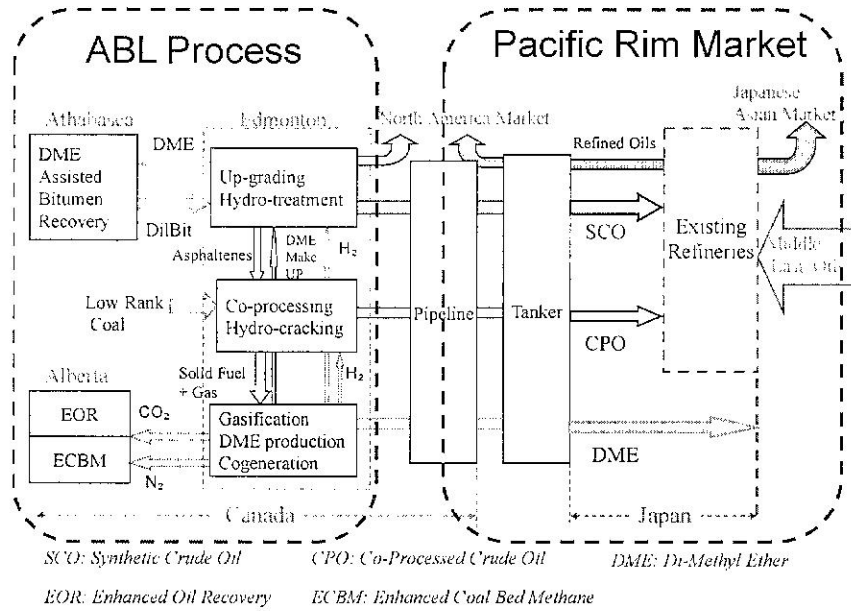 ABL Process
Pacific Rim Market
Athabasca
Edmonton
North America Market
Japanese
Asian Market
DME
Assisted
Bitumen
Recovery
DME
DilBit
Up-grading
Hydro-treatment
Refined Oils
SCO
Existing
Refineries
Middle
East Oil
Asphaltenes
DME
Make
UP
H₂
Low Rank
Coal
Co-processing
Hydro-cracking
Pipeline
Tanker
CPO
Solid Fuel
+ Gas
H₂
Alberta
EOR
ECBM
CO₂
N₂
Gasification
DME production
Cogeneration
DME
Canada
Japan
SCO: Synthetic Crude Oil
CPO: Co-Processed Crude Oil
DME: Di-Methyl Ether
EOR: Enhanced Oil Recovery
ECBM: Enhanced Coal Bed Methane